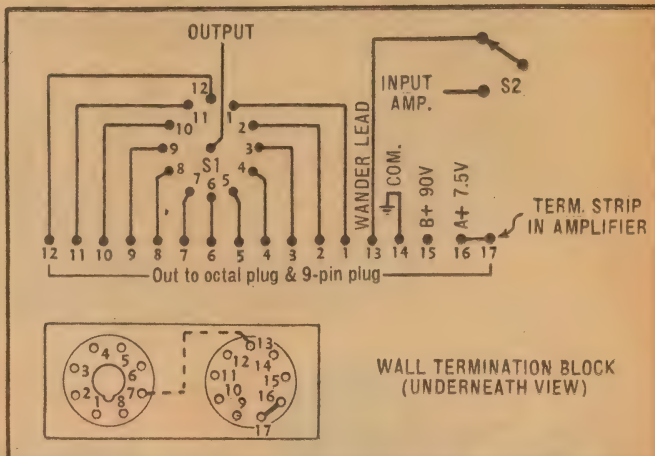 OUTPUT
12
11
10
9
8
7
6
5
4
3
2
1
S1
WANDER LEAD
INPUT
AMP.
S2
COM.
B+ 90V
A+ 7.5V
TERM. STRIP
IN AMPLIFIER
12 11 10 9 8 7 6 5 4 3 2 1 13 14 15 16 17
Out to octal plug & 9-pin plug
4
5
3
6
2
7
1
8
13
12
14
11
15
10
16
9
17
WALL TERMINATION BLOCK
(UNDERNEATH VIEW)